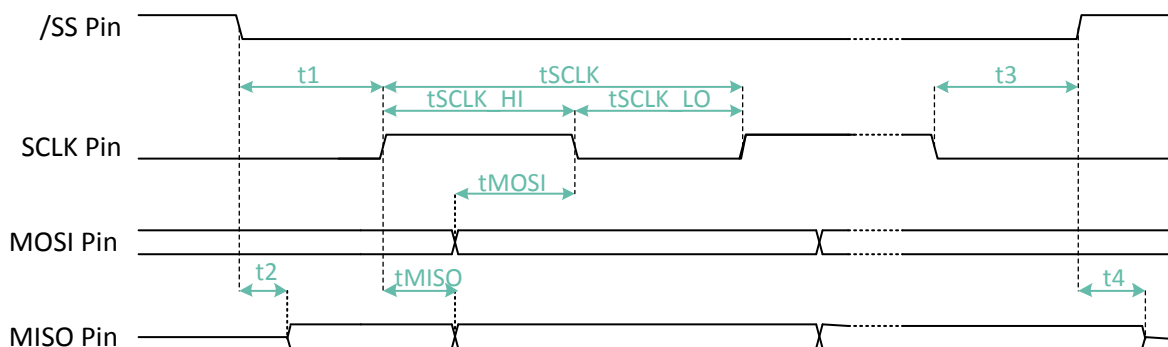 /SS Pin
t1
tSCLK
t3
tSCLK_HI
tSCLK_LO
SCLK Pin
tMOSI
MOSI Pin
t2
tMISO
t4
MISO Pin